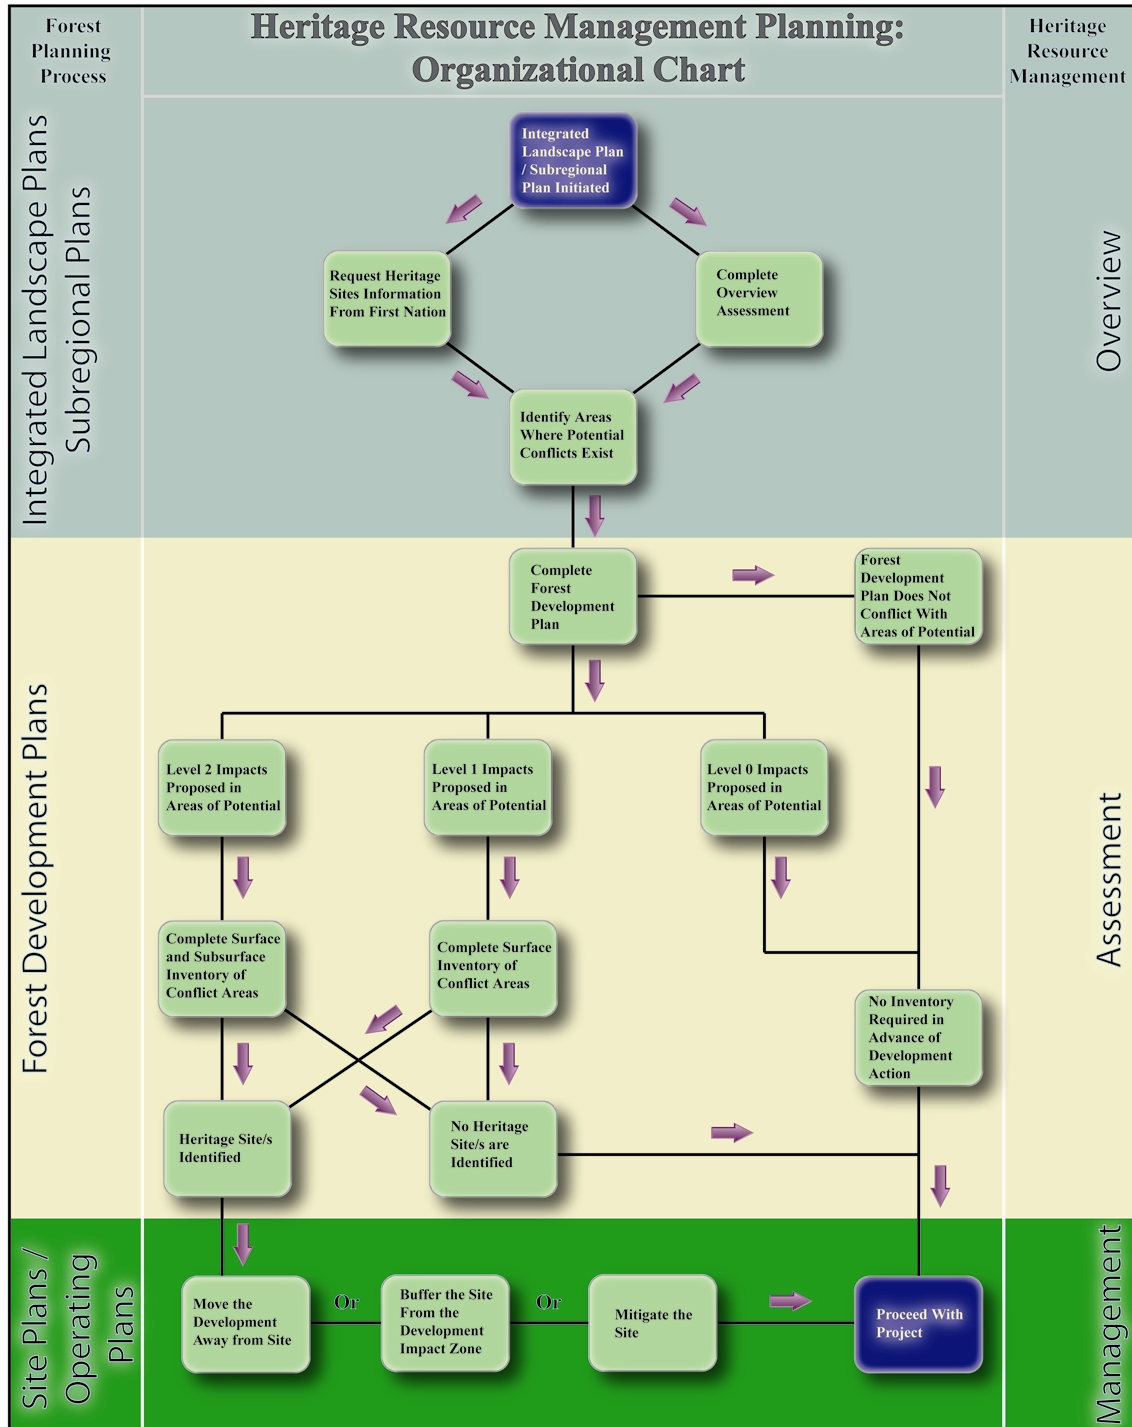 Forest
Planning
Process
Heritage Resource Management Planning:
Organizational Chart
Heritage
Resource
Management
Integrated Landscape Plans
Subregional Plans
Overview
Integrated
Landscape Plan
/ Subregional
Plan Initiated
Request Heritage
Sites Information
From First Nation
Complete
Overview
Assessment
Identify Areas
Where Potential
Conflicts Exist
Forest Development Plans
Assessment
Complete
Forest
Development
Plan
Forest
Development
Plan Does Not
Conflict With
Areas of Potential
Level 2 Impacts
Proposed in
Areas of Potential
Level 1 Impacts
Proposed in
Areas of Potential
Level 0 Impacts
Proposed in
Areas of Potential
Complete Surface
and Subsurface
Inventory of
Conflict Areas
Complete Surface
Inventory of
Conflict Areas
No Inventory
Required in
Advance of
Development
Action
Heritage Site/s
Identified
No Heritage
Site/s are
Identified
Site Plans /
Operating
Plans
Management
Move the
Development
Away from Site
Or
Buffer the Site
From the
Development
Impact Zone
Or
Mitigate the
Site
Proceed With
Project